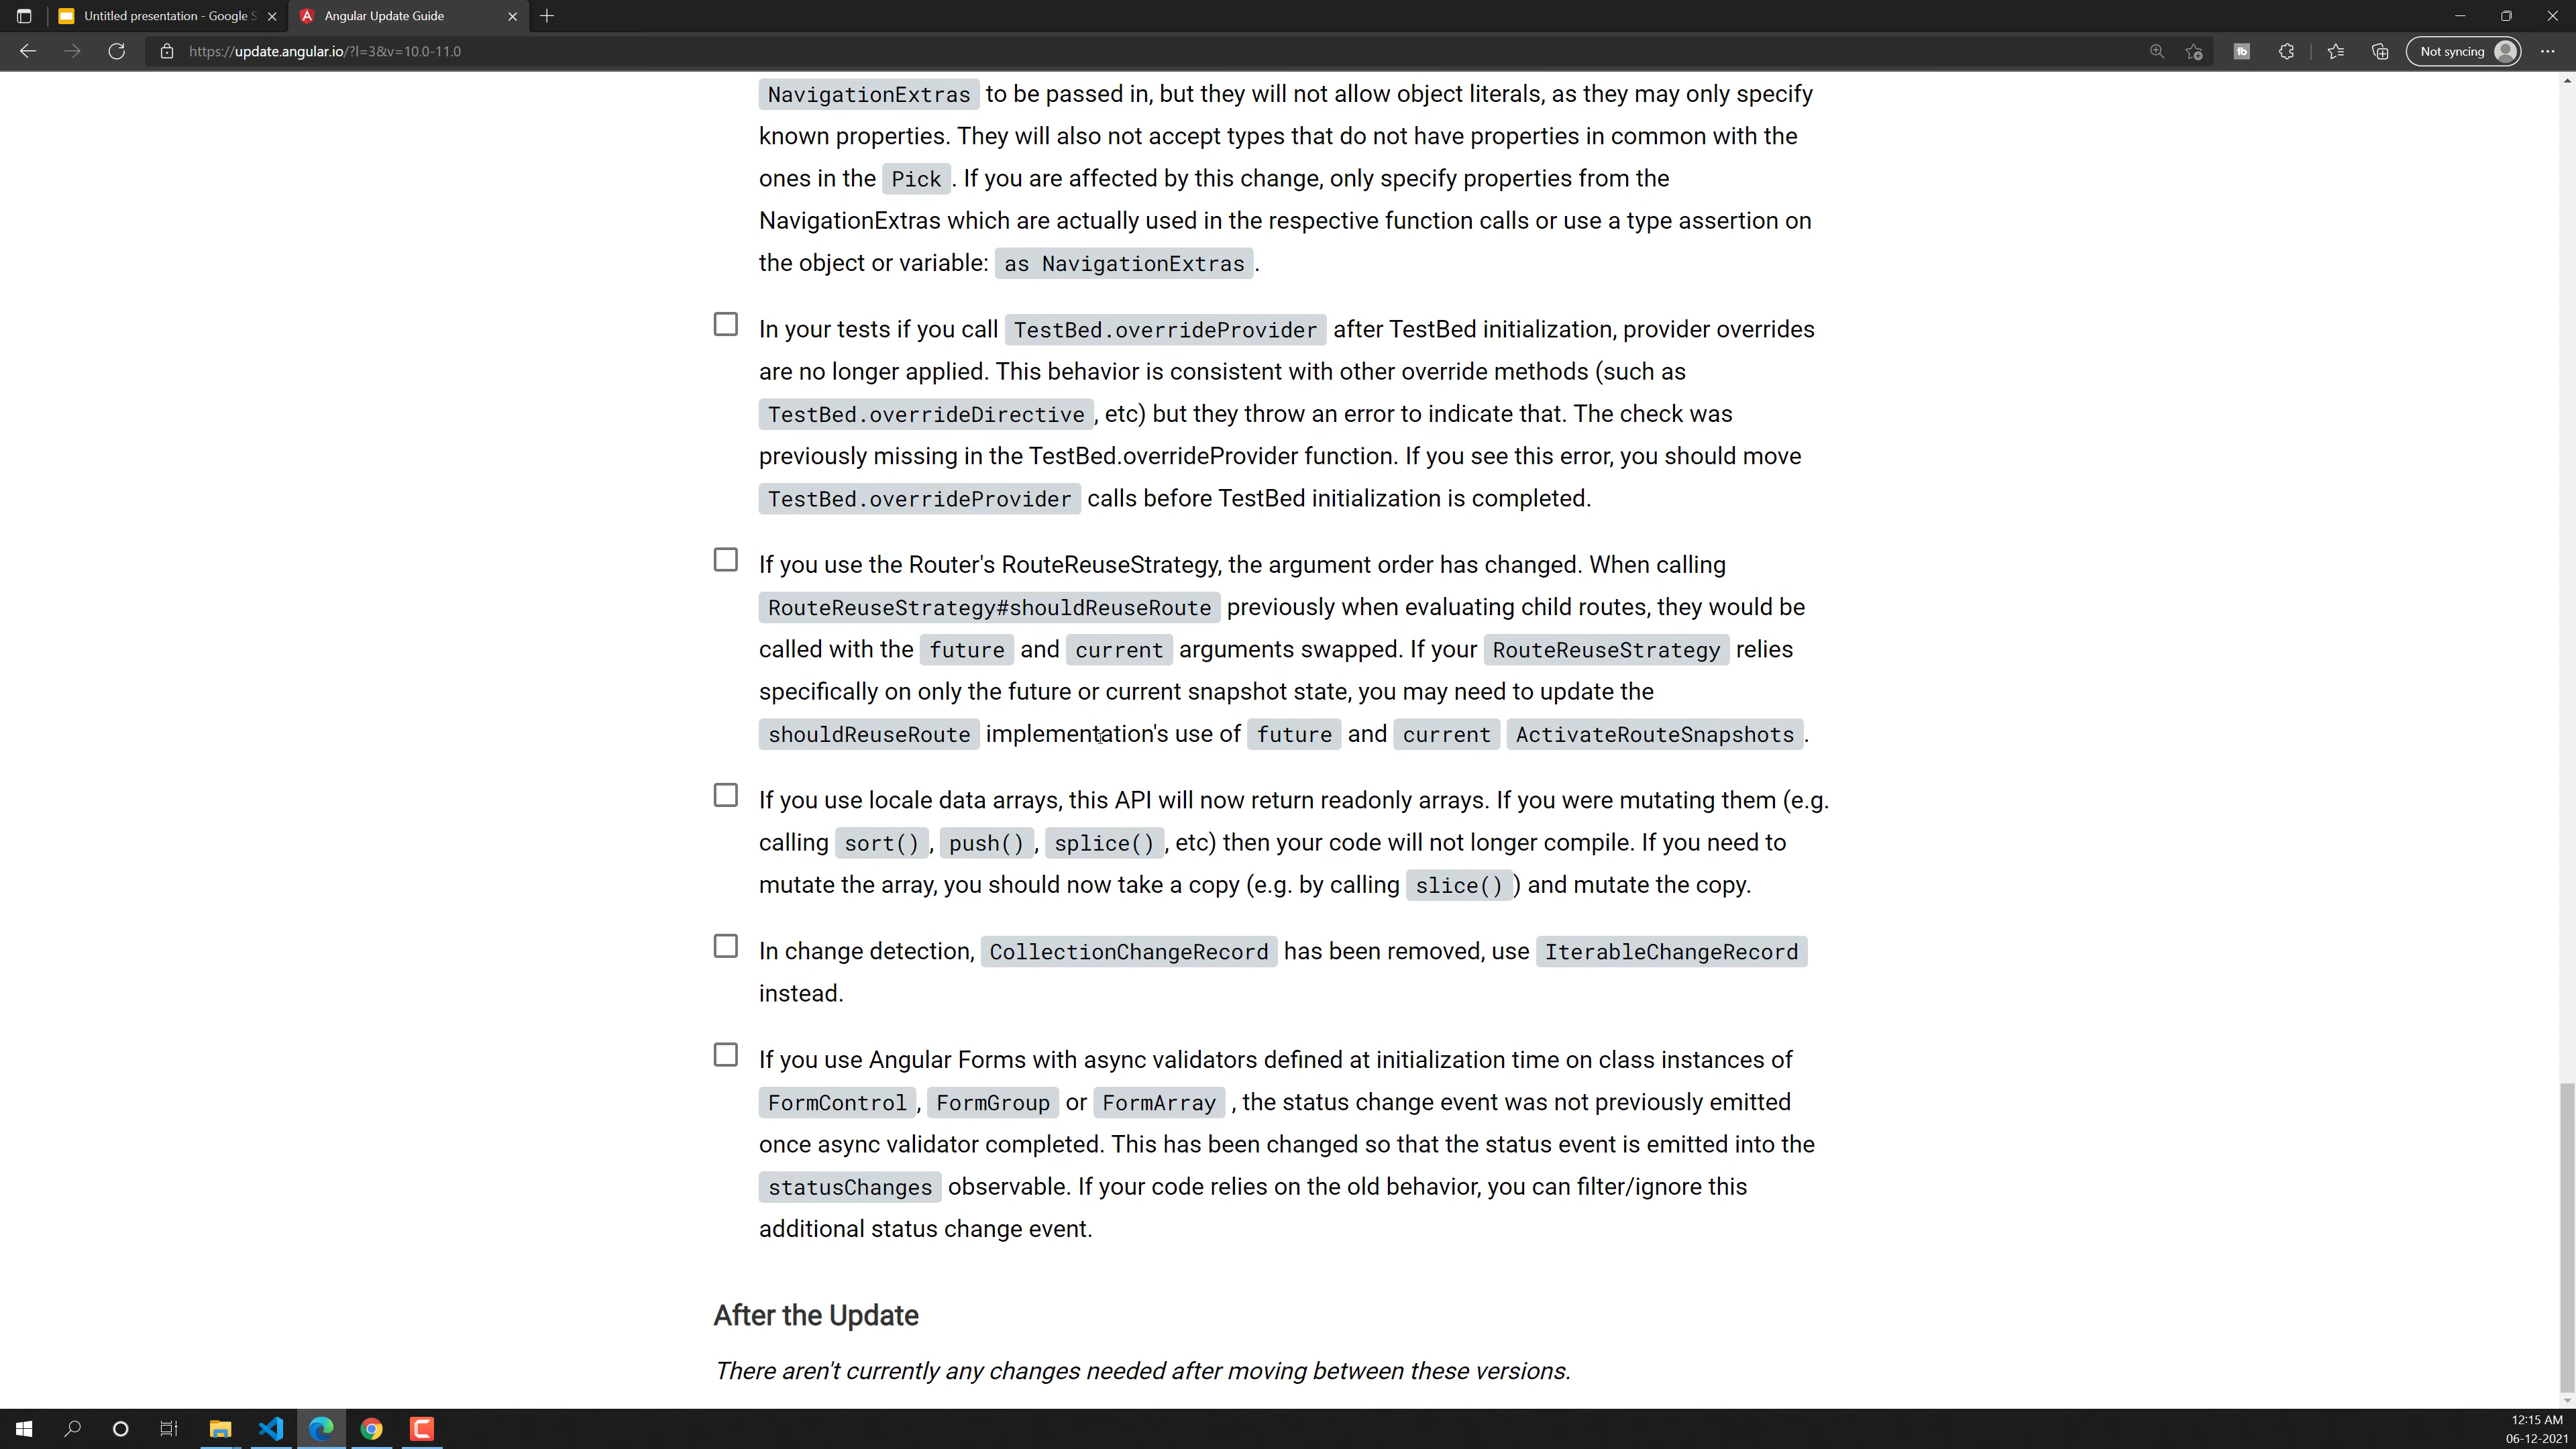 Untitled presentation - Google S
Angular Update Guide
https://update.angular.io/?l=3&v=10.0-11.0
Not syncing
NavigationExtras to be passed in, but they will not allow object literals, as they may only specify
known properties. They will also not accept types that do not have properties in common with the
ones in the Pick . If you are affected by this change, only specify properties from the
NavigationExtras which are actually used in the respective function calls or use a type assertion on
the object or variable: as NavigationExtras .
In your tests if you call TestBed.overrideProvider after TestBed initialization, provider overrides
are no longer applied. This behavior is consistent with other override methods (such as
TestBed.overrideDirective , etc) but they throw an error to indicate that. The check was
previously missing in the TestBed.overrideProvider function. If you see this error, you should move
TestBed.overrideProvider calls before TestBed initialization is completed.
If you use the Router's RouteReuseStrategy, the argument order has changed. When calling
RouteReuseStrategy#shouldReuseRoute previously when evaluating child routes, they would be
called with the future and current arguments swapped. If your RouteReuseStrategy relies
specifically on only the future or current snapshot state, you may need to update the
shouldReuseRoute implementation's use of future and current ActivateRouteSnapshots .
If you use locale data arrays, this API will now return readonly arrays. If you were mutating them (e.g.
calling sort() , push() , splice() , etc) then your code will not longer compile. If you need to
mutate the array, you should now take a copy (e.g. by calling slice() ) and mutate the copy.
In change detection, CollectionChangeRecord has been removed, use IterableChangeRecord
instead.
If you use Angular Forms with async validators defined at initialization time on class instances of
FormControl , FormGroup or FormArray , the status change event was not previously emitted
once async validator completed. This has been changed so that the status event is emitted into the
statusChanges observable. If your code relies on the old behavior, you can filter/ignore this
additional status change event.
After the Update
There aren't currently any changes needed after moving between these versions.
12:15 AM
06-12-2021